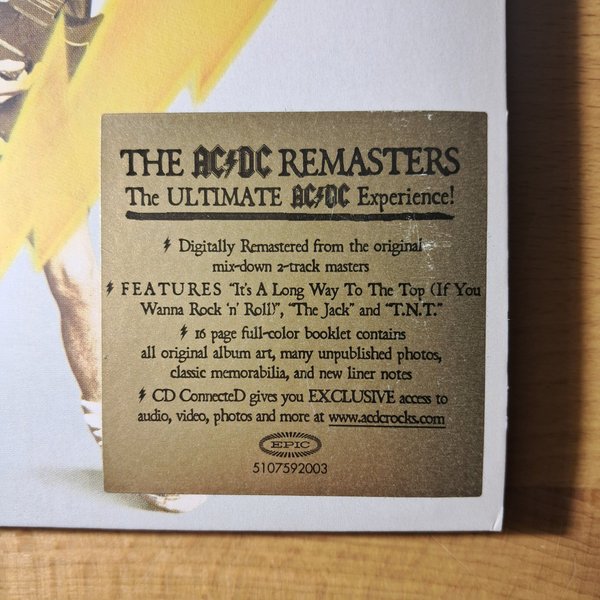 THE AC⚡DC REMASTERS
The ULTIMATE AC⚡DC Experience!
Digitally Remastered from the original
mix-down 2-track masters
FEATURES "It's A Long Way To The Top (If You
Wanna Rock 'n' Roll)", "The Jack" and "T.N.T."
16 page full-color booklet contains
all original album art, many unpublished photos,
classic memorabilia, and new liner notes
CD ConnecteD gives you EXCLUSIVE access to
audio, video, photos and more at www.acdcrocks.com
EPIC
5107592003